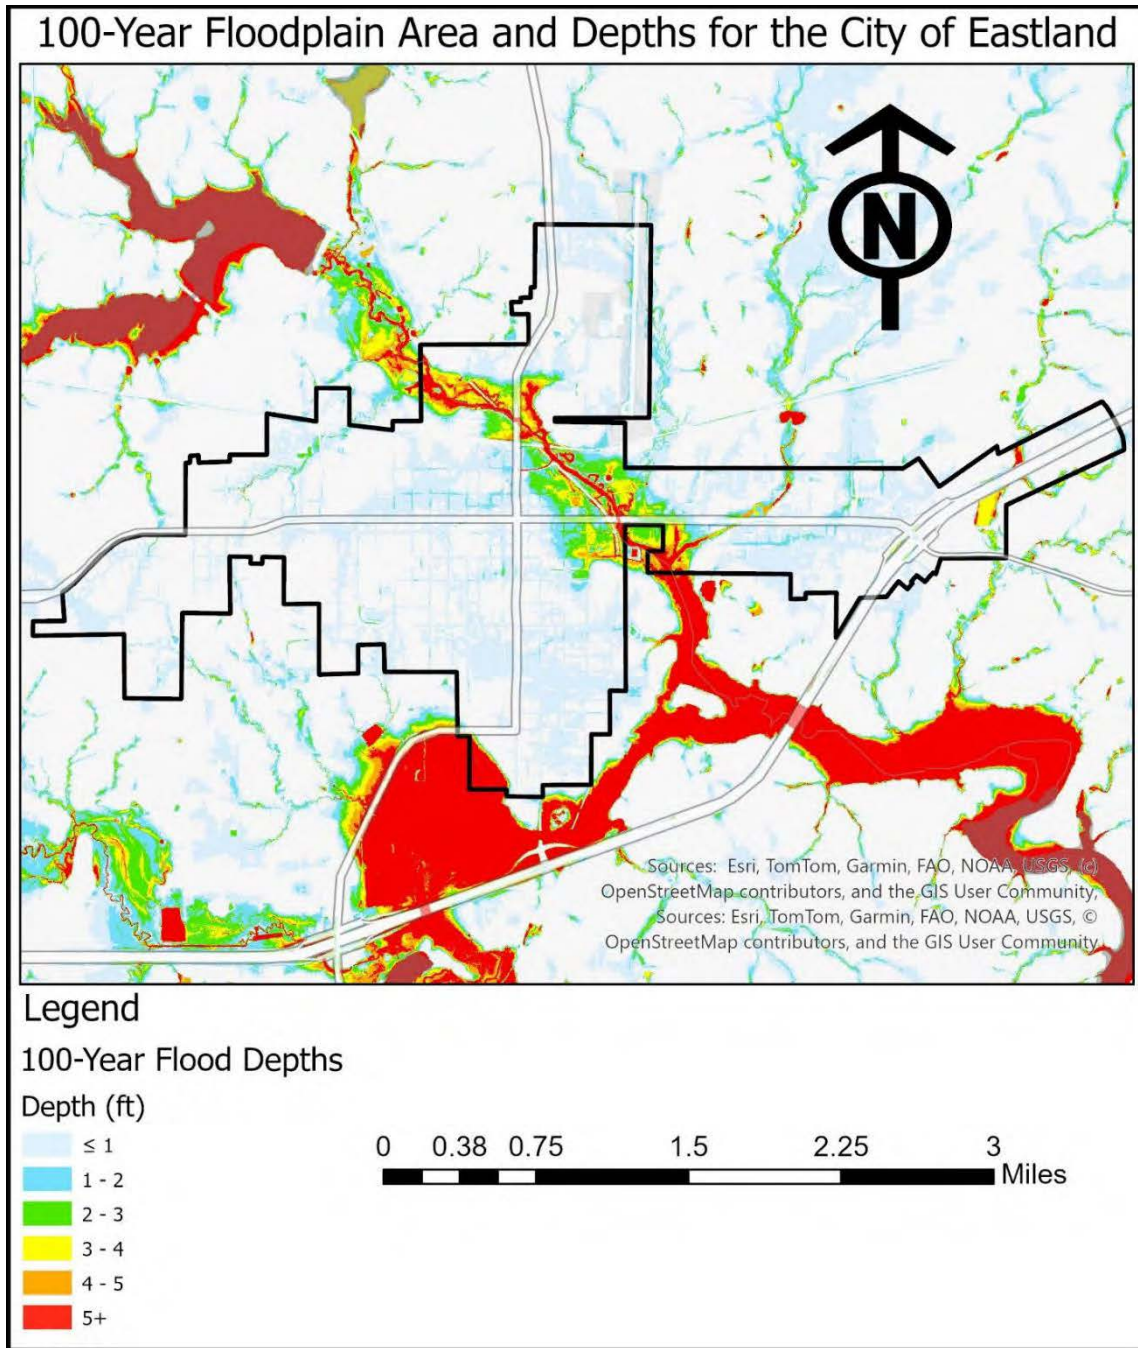 100-Year Floodplain Area and Depths for the City of Eastland
N
Sources: Esri, TomTom, Garmin, FAO, NOAA, USGS, (c)
OpenStreetMap contributors, and the GIS User Community,
Sources: Esri, TomTom, Garmin, FAO, NOAA, USGS, ©
OpenStreetMap contributors, and the GIS User Community
Legend
100-Year Flood Depths
Depth (ft)
≤ 1
1 - 2
2 - 3
3 - 4
4 - 5
5+
0 0.38 0.75 1.5 2.25 3
Miles